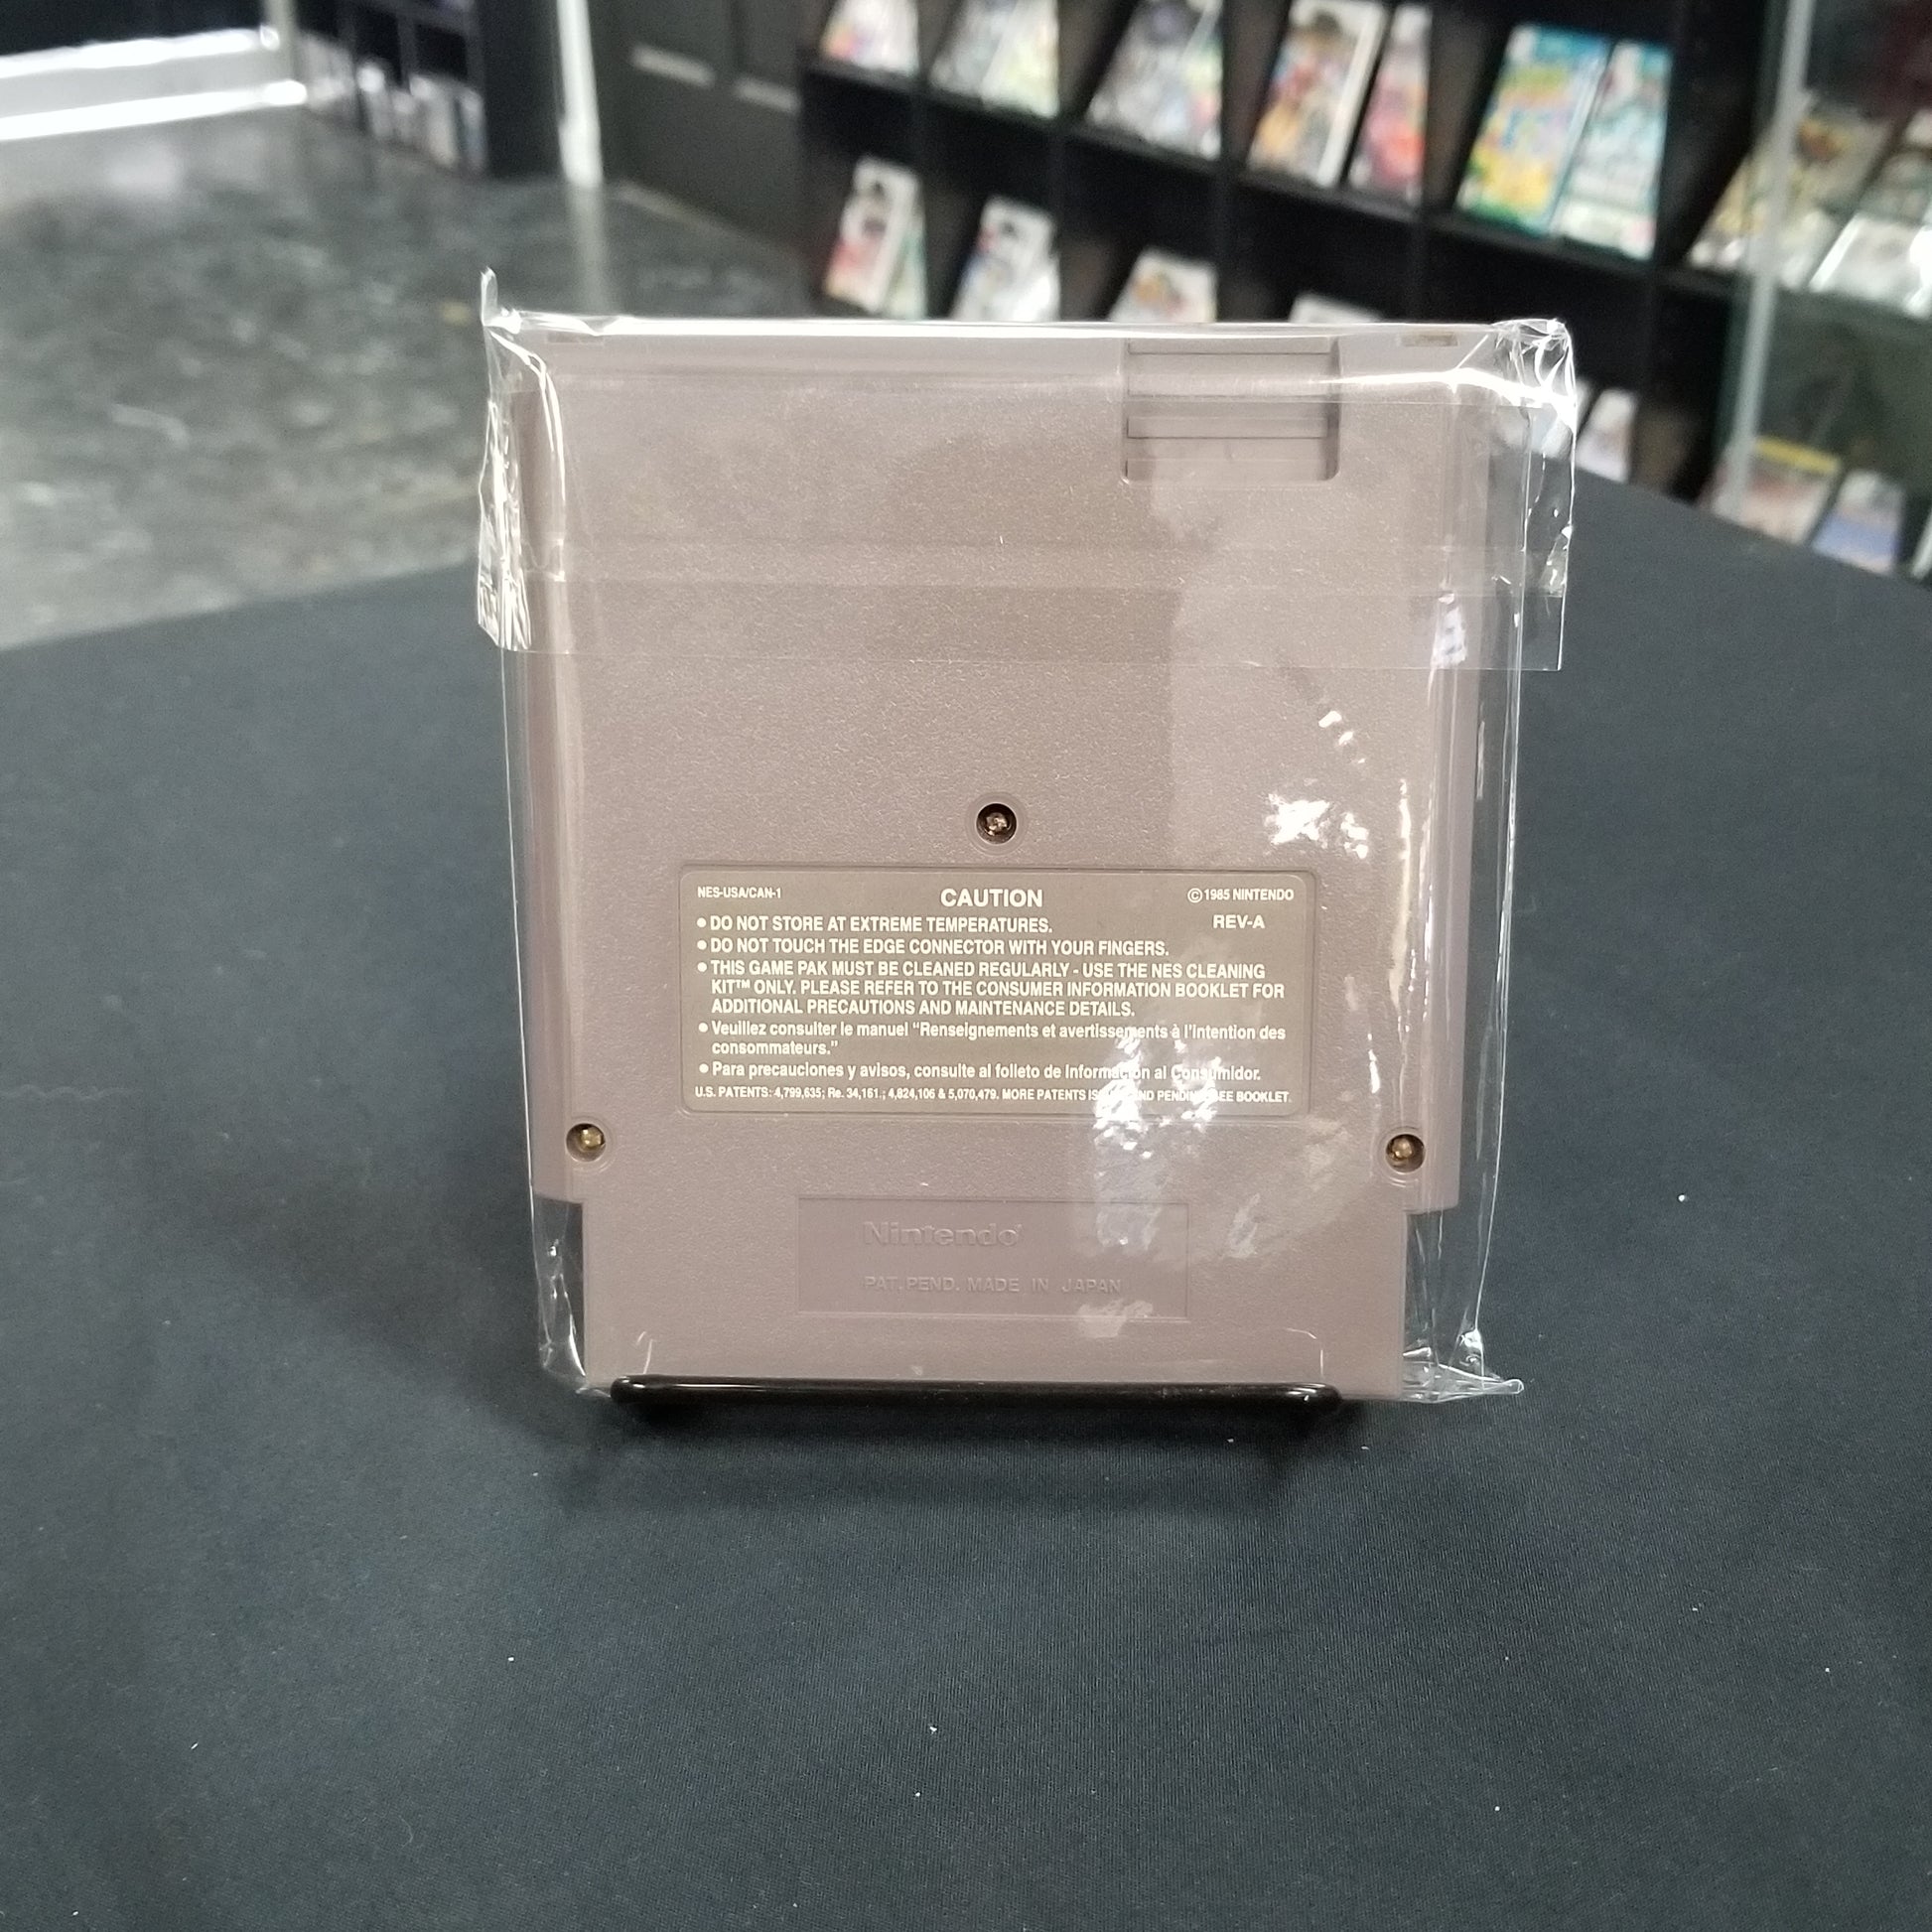 NES-USA/CAN-1 CAUTION ©1985 NINTENDO
• DO NOT STORE AT EXTREME TEMPERATURES. REV-A
• DO NOT TOUCH THE EDGE CONNECTOR WITH YOUR FINGERS.
• THIS GAME PAK MUST BE CLEANED REGULARLY - USE THE NES CLEANING
KIT™ ONLY. PLEASE REFER TO THE CONSUMER INFORMATION BOOKLET FOR
ADDITIONAL PRECAUTIONS AND MAINTENANCE DETAILS.
• Veuillez consulter le manuel “Renseignements et avertissements à l’intention des
consommateurs.”
• Para precauciones y avisos, consulte al folleto de Información al Consumidor.
U.S. PATENTS: 4,799,635; Re. 34,161.; 4,824,106 & 5,070,479. MORE PATENTS BOOKLET.
Nintendo
PAT. PEND. MADE IN JAPAN